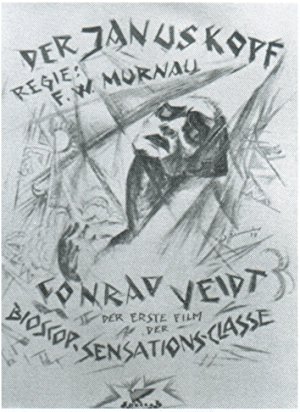 DER JANUSKOPF
REGIE:
F.W. MURNAU
CONRAD VEIDT
DER ERSTE FILM
DER
BIOSCOP-SENSATIONS-CLASSE